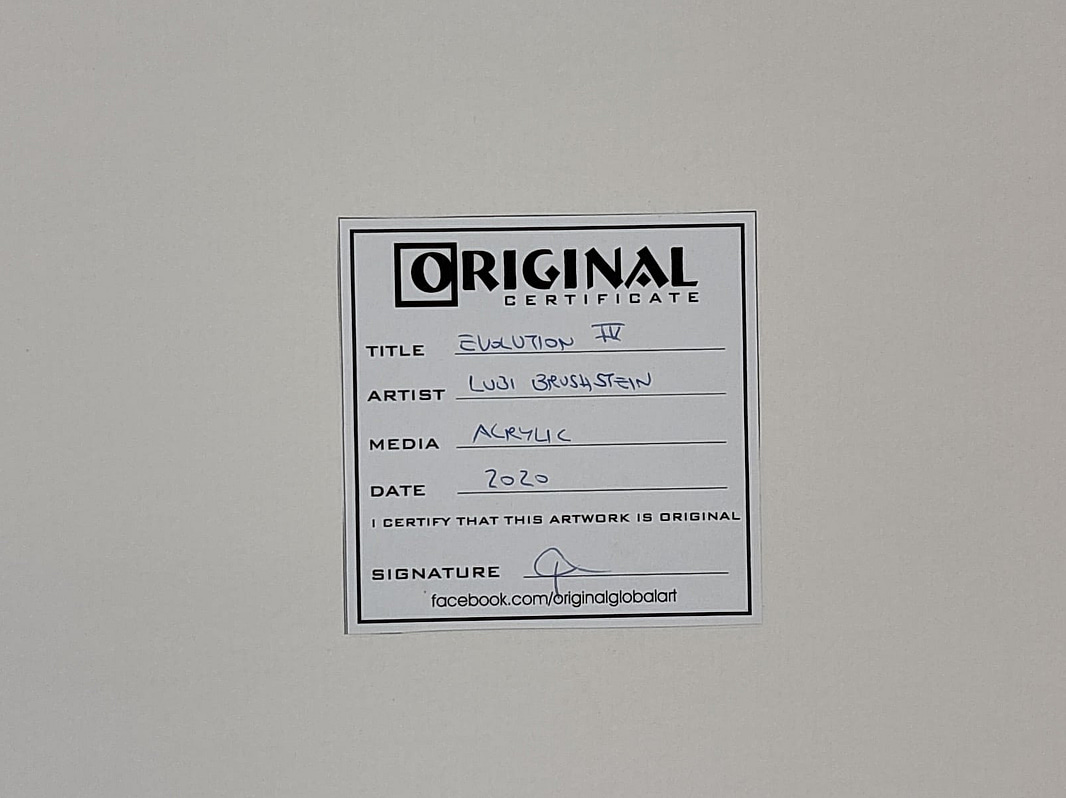 ORIGINAL
CERTIFICATE
TITLE EVOLUTION IV
ARTIST LUBI BRUSHSTEIN
MEDIA ACRYLIC
DATE 2020
I CERTIFY THAT THIS ARTWORK IS ORIGINAL
SIGNATURE
facebook.com/originalglobalart